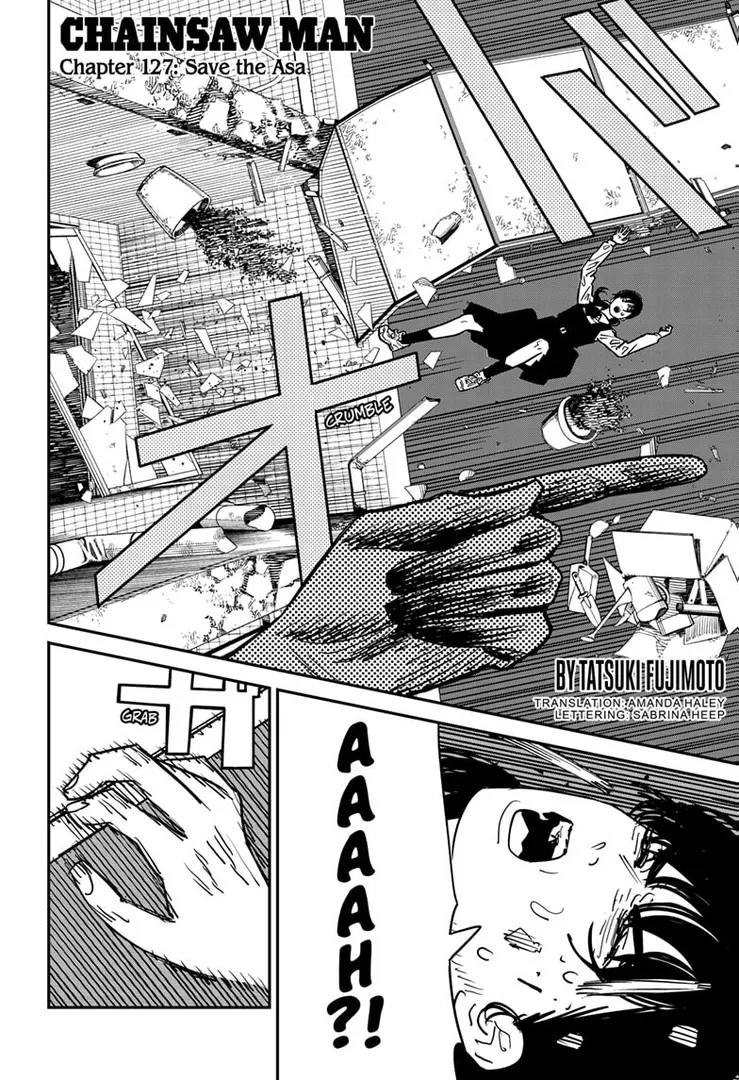 CHAINSAW MAN
Chapter 127: Save the Asa
CRUMBLE
BY TATSUKI FUJIMOTO
TRANSLATION: AMANDA HALEY
LETTERING: SABRINA HEEP
GRAB
AAAAAH?!